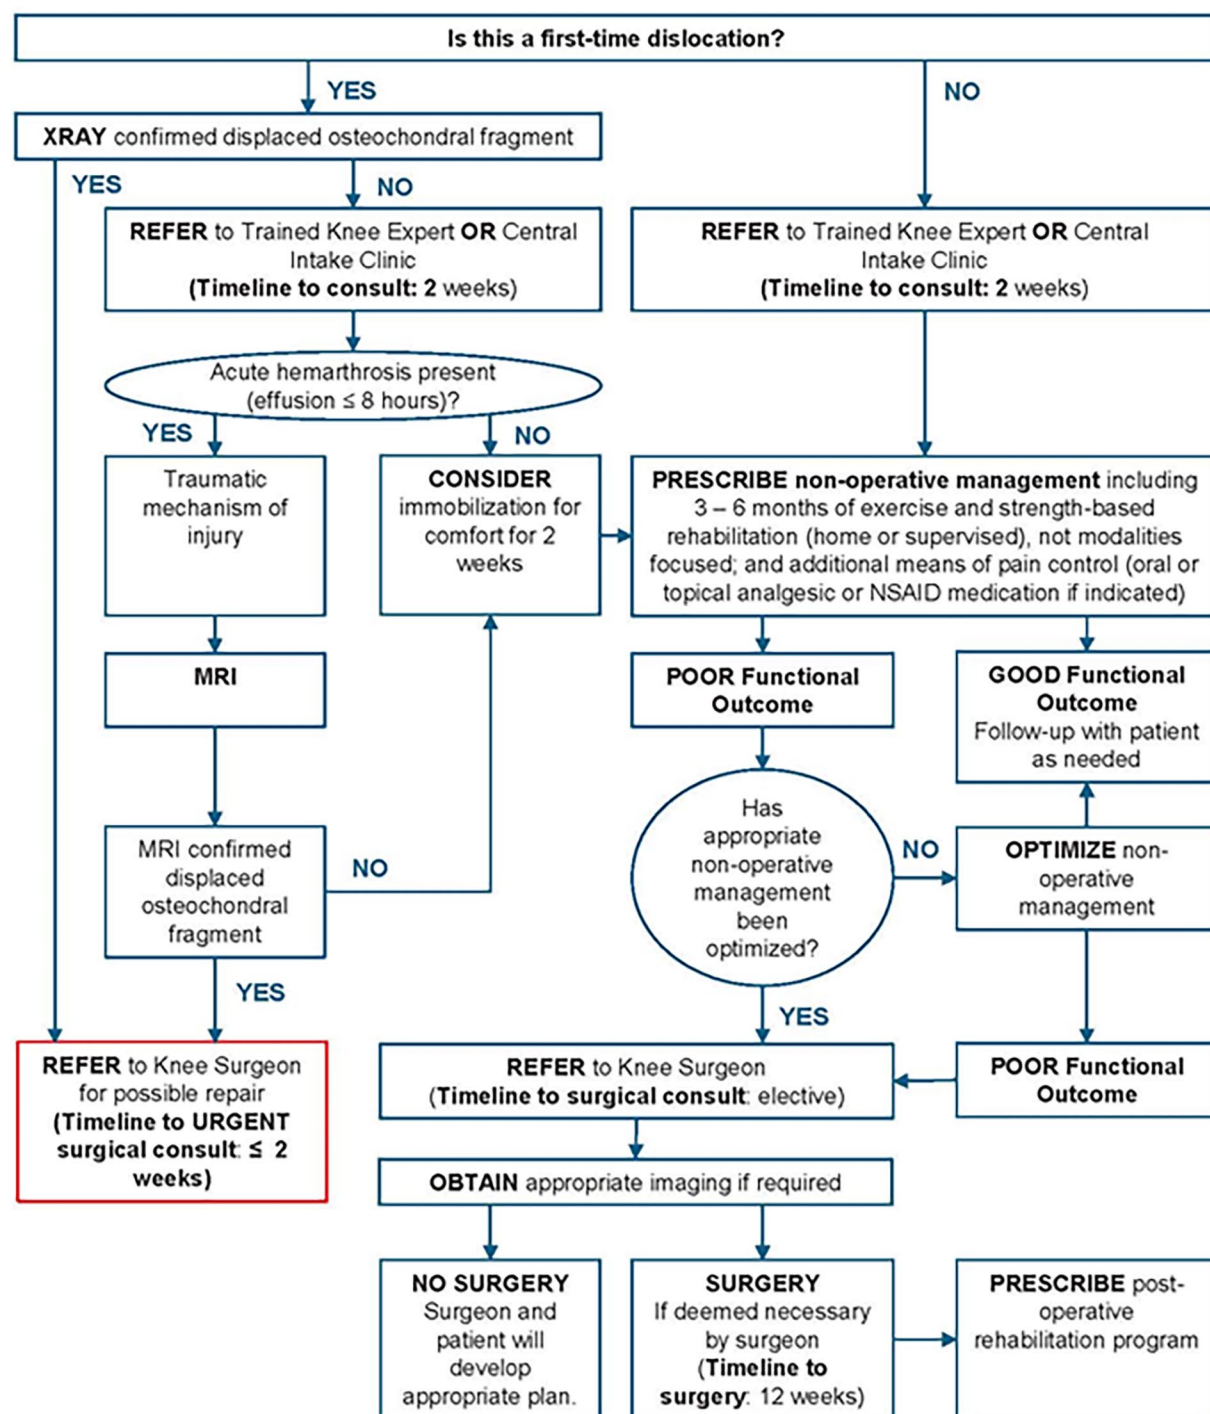 Is this a first-time dislocation?
YES
NO
XRAY confirmed displaced osteochondral fragment
YES
NO
REFER to Trained Knee Expert OR Central
Intake Clinic
(Timeline to consult: 2 weeks)
REFER to Trained Knee Expert OR Central
Intake Clinic
(Timeline to consult: 2 weeks)
Acute hemarthrosis present
(effusion ≤ 8 hours)?
YES
NO
Traumatic
mechanism of
injury
CONSIDER
immobilization for
comfort for 2
weeks
PRESCRIBE non-operative management including
3 – 6 months of exercise and strength-based
rehabilitation (home or supervised), not modalities
focused; and additional means of pain control (oral or
topical analgesic or NSAID medication if indicated)
MRI
POOR Functional
Outcome
GOOD Functional
Outcome
Follow-up with patient
as needed
MRI confirmed
displaced
osteochondral
fragment
NO
YES
Has
appropriate
non-operative
management
been
optimized?
NO
YES
OPTIMIZE non-
operative
management
REFER to Knee Surgeon
for possible repair
(Timeline to URGENT
surgical consult: ≤ 2
weeks)
REFER to Knee Surgeon
(Timeline to surgical consult: elective)
POOR Functional
Outcome
OBTAIN appropriate imaging if required
NO SURGERY
Surgeon and
patient will
develop
appropriate plan.
SURGERY
If deemed necessary
by surgeon
(Timeline to
surgery: 12 weeks)
PRESCRIBE post-
operative
rehabilitation program